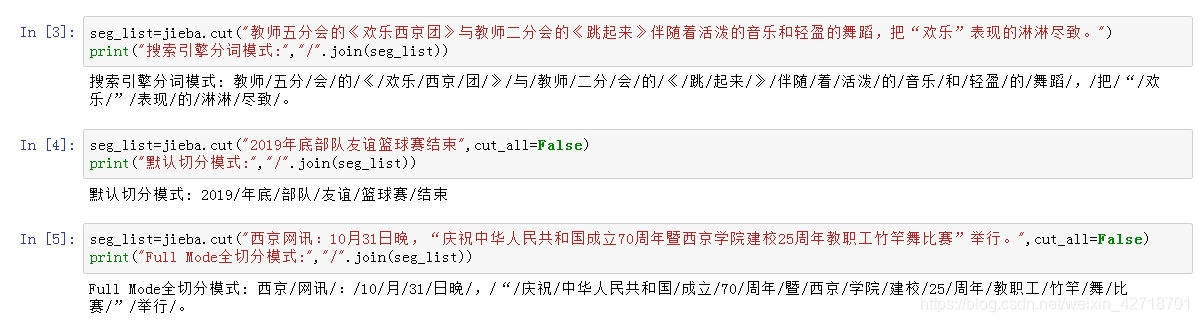 In [3]: seg_list=jieba.cut("教师五分会的《欢乐西京团》与教师二分会的《跳起来》伴随着活泼的音乐和轻盈的舞蹈，把“欢乐”表现的淋淋尽致。")
print("搜索引擎分词模式:","/".join(seg_list))
搜索引擎分词模式: 教师/五分/会/的/《/欢乐/西京/团/》/与/教师/二分/会/的/《/跳/起来/》/伴随/着/活泼/的/音乐/和/轻盈/的/舞蹈/，/把/“/欢
乐/”/表现/的/淋淋/尽致/。
In [4]: seg_list=jieba.cut("2019年底部队友谊篮球赛结束",cut_all=False)
print("默认切分模式:","/".join(seg_list))
默认切分模式: 2019/年底/部队/友谊/篮球赛/结束
In [5]: seg_list=jieba.cut("西京网讯：10月31日晚，“庆祝中华人民共和国成立70周年暨西京学院建校25周年教职工竹竿舞比赛”举行。",cut_all=False)
print("Full Mode全切分模式:","/".join(seg_list))
Full Mode全切分模式: 西京/网讯/：/10/月/31/日晚/，/“/庆祝/中华人民共和国/成立/70/周年/暨/西京/学院/建校/25/周年/教职工/竹竿/舞/比
赛/”/举行/。
https://blog.csdn.net/weixin_42718701